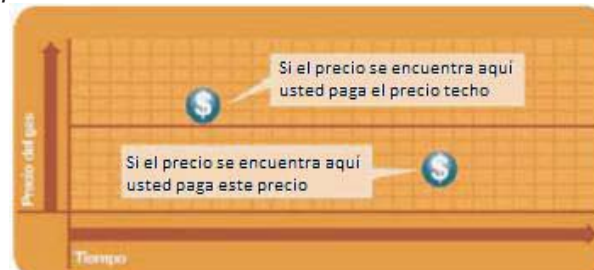 Si el precio se encuentra aquí
usted paga el precio techo
$
Precio del gas
Si el precio se encuentra aquí
usted paga este precio
$
Tiempo